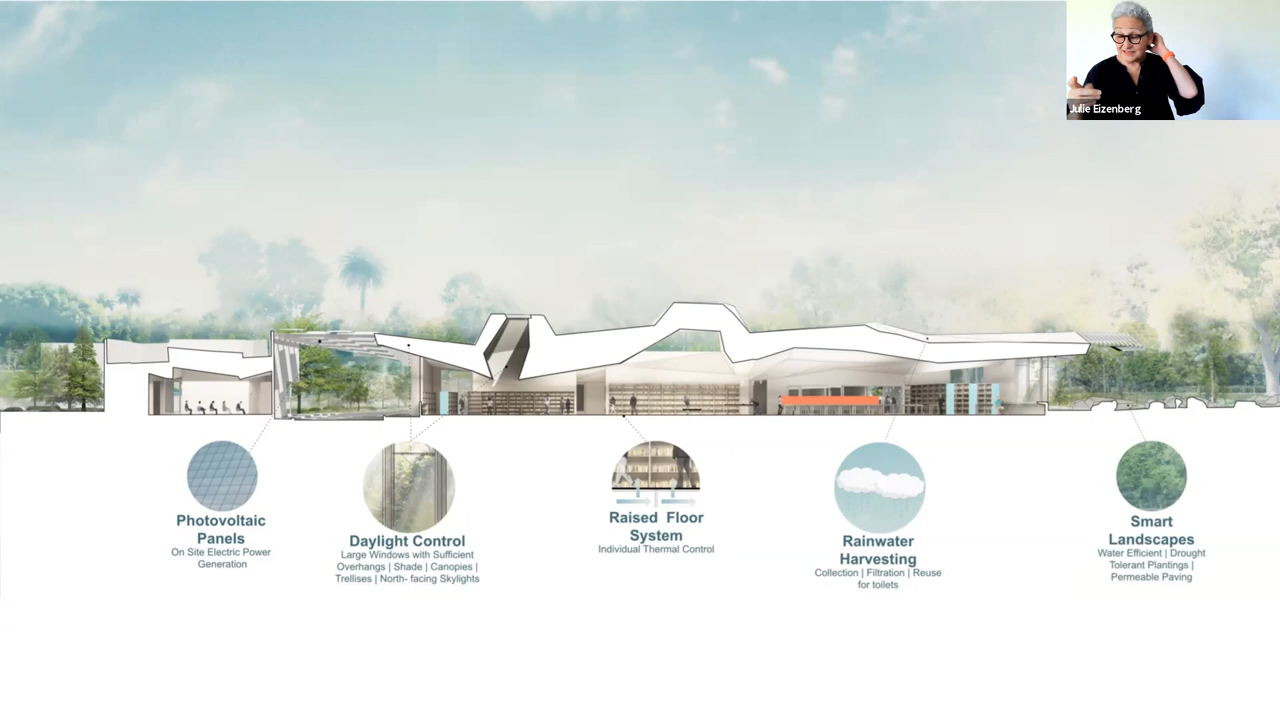 Julie Eizenberg
Photovoltaic
Panels
On Site Electric Power
Generation
Daylight Control
Large Windows with Sufficient
Overhangs | Shade | Canopies |
Trellises | North- facing Skylights
Raised Floor
System
Individual Thermal Control
Rainwater
Harvesting
Collection | Filtration | Reuse
for toilets
Smart
Landscapes
Water Efficient | Drought
Tolerant Plantings |
Permeable Paving